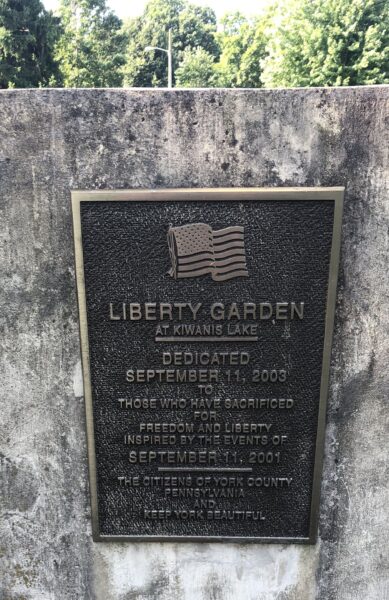 LIBERTY GARDEN
AT KIWANIS LAKE
DEDICATED
SEPTEMBER 11, 2003
TO
THOSE WHO HAVE SACRIFICED
FOR
FREEDOM AND LIBERTY
INSPIRED BY THE EVENTS OF
SEPTEMBER 11, 2001
THE CITIZENS OF YORK COUNTY
PENNSYLVANIA
AND
KEEP YORK BEAUTIFUL